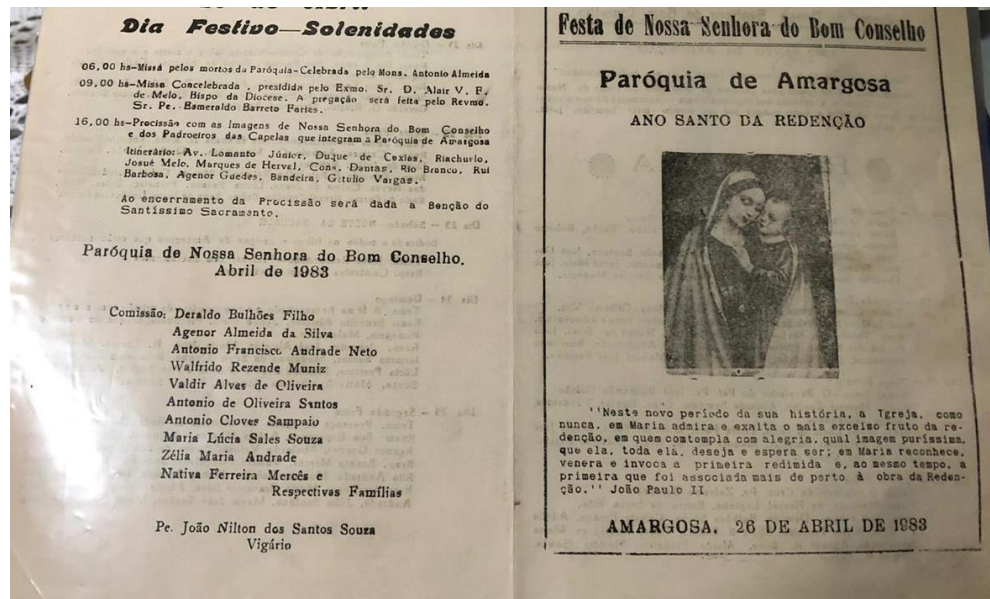 Dia Festivo—Solenidades
06,00 hs-Missa pelos mortos da Paróquia-Celebrada pelo Mons. Antonio Almeida
09,00 hs-Missa Concelebrada , presidida pelo Exmo. Sr. D. Alair V. F.
de Melo, Bispo da Diocese. A pregação será feita pelo Revmo.
Sr. Pe. Esmeraldo Barreto Farias.
16,00 hs-Procissão com as Imagens de Nossa Senhora do Bom Conselho
e dos Padroeiros das Capelas que integram a Paróquia de Amargosa
Itinerário: Av. Lomanto Júnior, Duque de Caxias, Riachuelo,
Josué Melo, Marques de Herval, Cons. Dantas, Rio Branco, Rui
Barbosa, Agenor Guedes, Bandeira, Getulio Vargas.
Ao encerramento da Procissão será dada a Benção do
Santíssimo Sacramento.
Paróquia de Nossa Senhora do Bom Conselho.
Abril de 1983
Comissão: Deraldo Bulhões Filho
Agenor Almeida da Silva
Antonio Francisco Andrade Neto
Walfrido Rezende Muniz
Valdir Alves de Oliveira
Antonio de Oliveira Santos
Antonio Cloves Sampaio
Maria Lúcia Sales Souza
Zélia Maria Andrade
Nativa Ferreira Mercês e
Respectivas Famílias
Pe. João Nilton dos Santos Souza
Vigário
Festa de Nossa Senhora do Bom Conselho
Paróquia de Amargosa
ANO SANTO DA REDENÇÃO
''Neste novo período da sua história, a Igreja, como
nunca, em Maria admira e exalta o mais excelso fruto da re-
denção, em quem comtempla com alegria, qual imagem puríssima,
que ela, toda ela, deseja e espera ser; em Maria reconhece,
venera e invoca a primeira redimida e, ao mesmo tempo, a
primeira que foi associada mais de perto à obra da Reden-
ção.'' João Paulo II
AMARGOSA, 26 DE ABRIL DE 1983